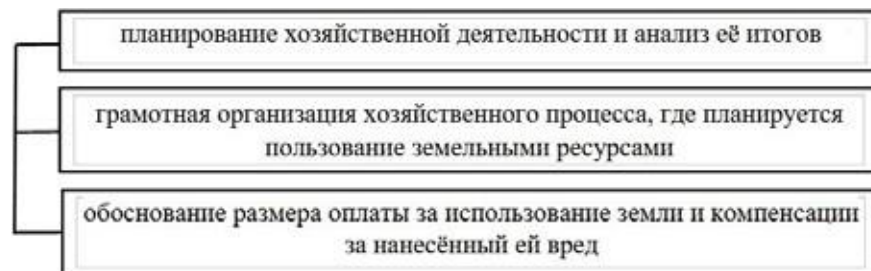 планирование хозяйственной деятельности и анализ её итогов
грамотная организация хозяйственного процесса, где планируется
пользование земельными ресурсами
обоснование размера оплаты за использование земли и компенсации
за нанесённый ей вред